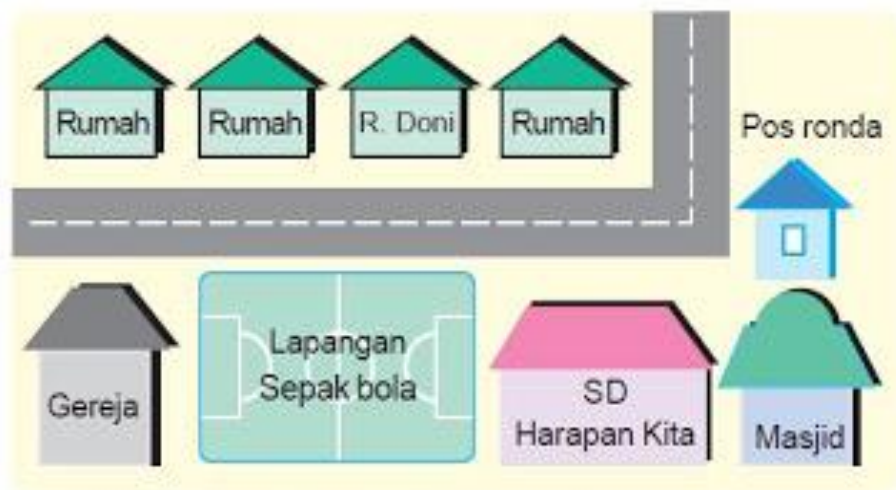 Rumah
Rumah
R. Doni
Rumah
Pos ronda
Gereja
Lapangan
Sepak bola
SD
Harapan Kita
Masjid